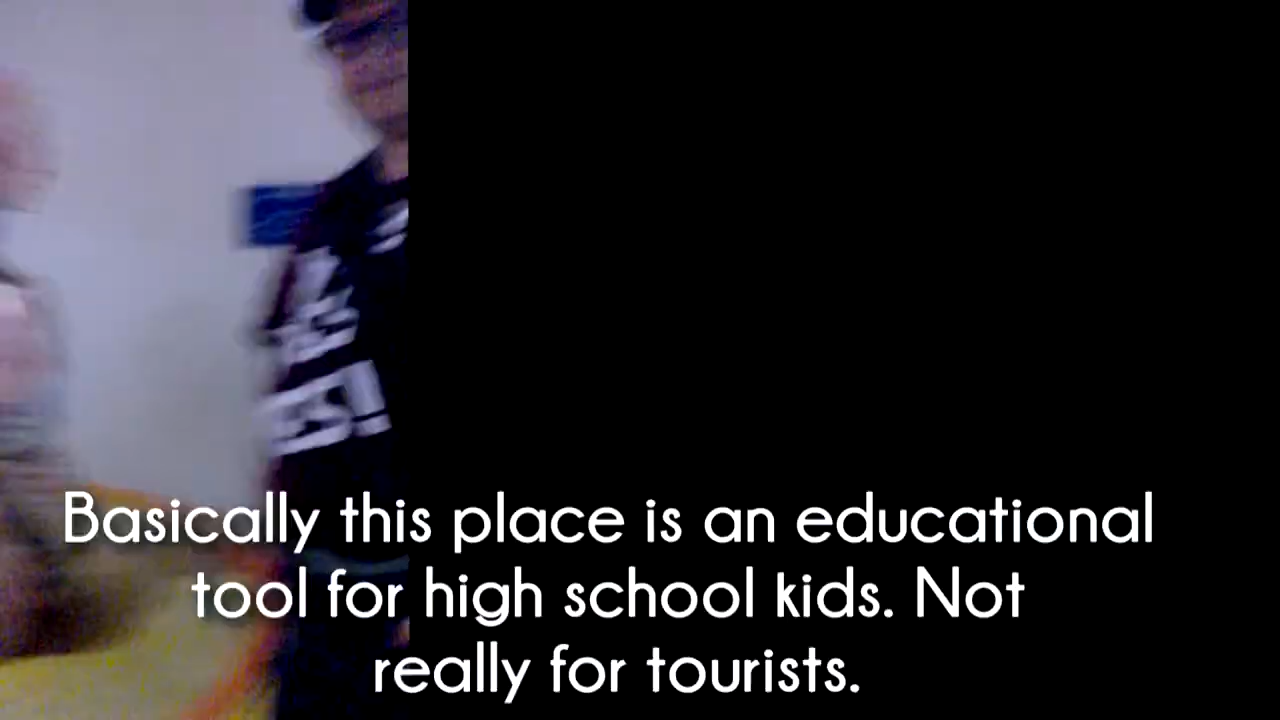 Basically this place is an educational
tool for high school kids. Not
really for tourists.